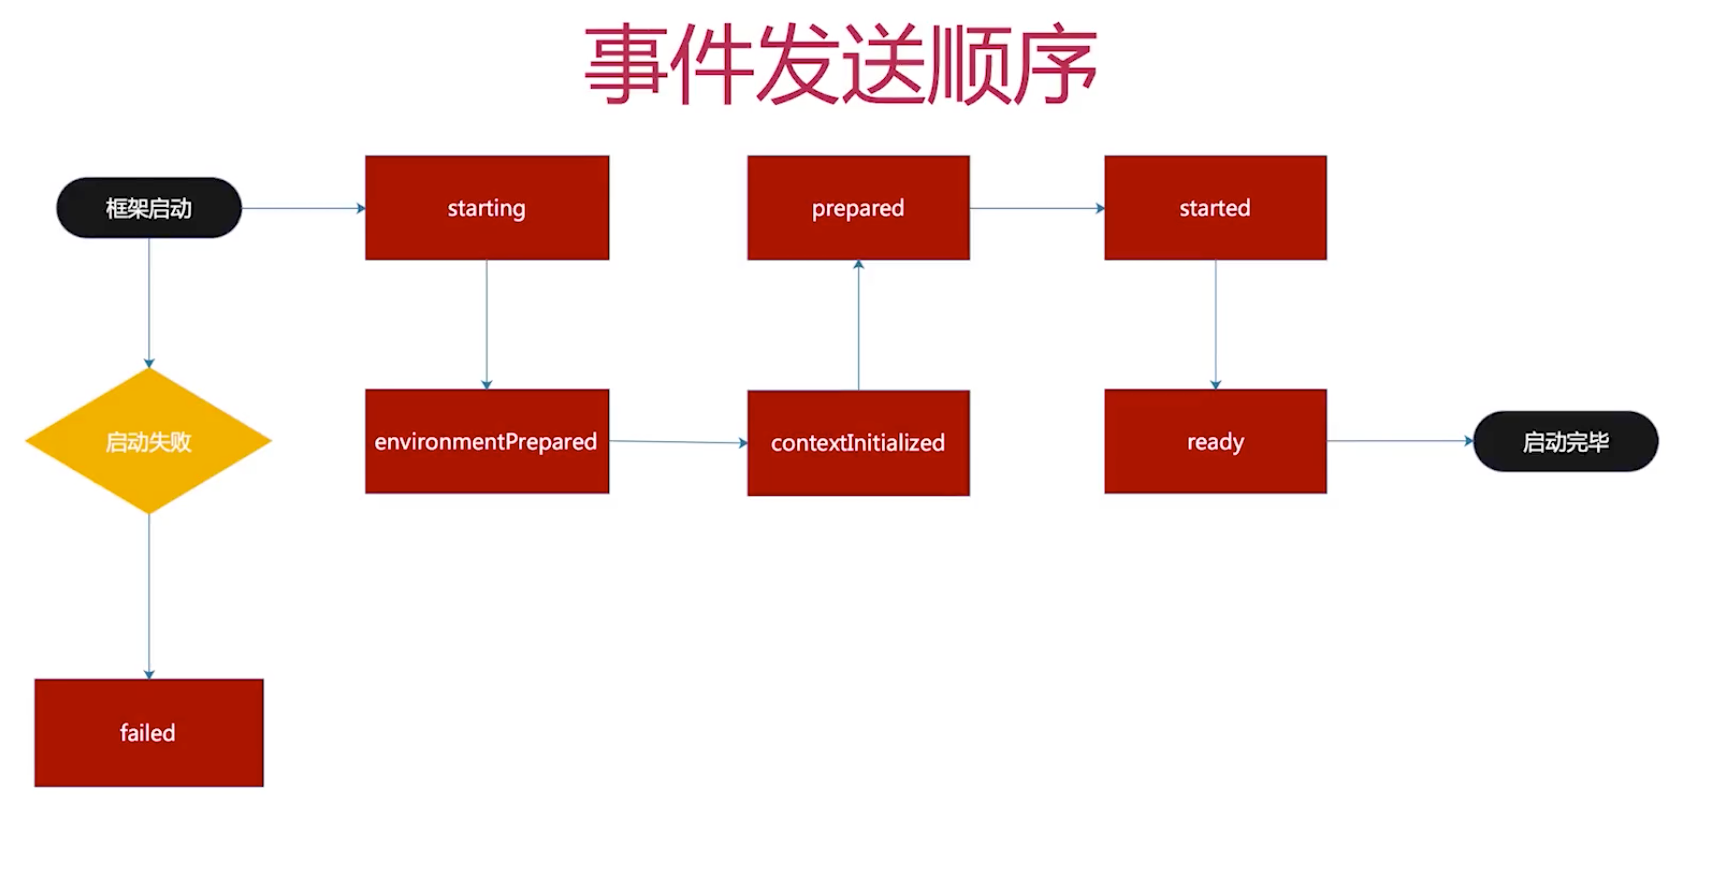 事件发送顺序
框架启动
starting
prepared
started
启动失败
environmentPrepared
contextInitialized
ready
启动完毕
failed